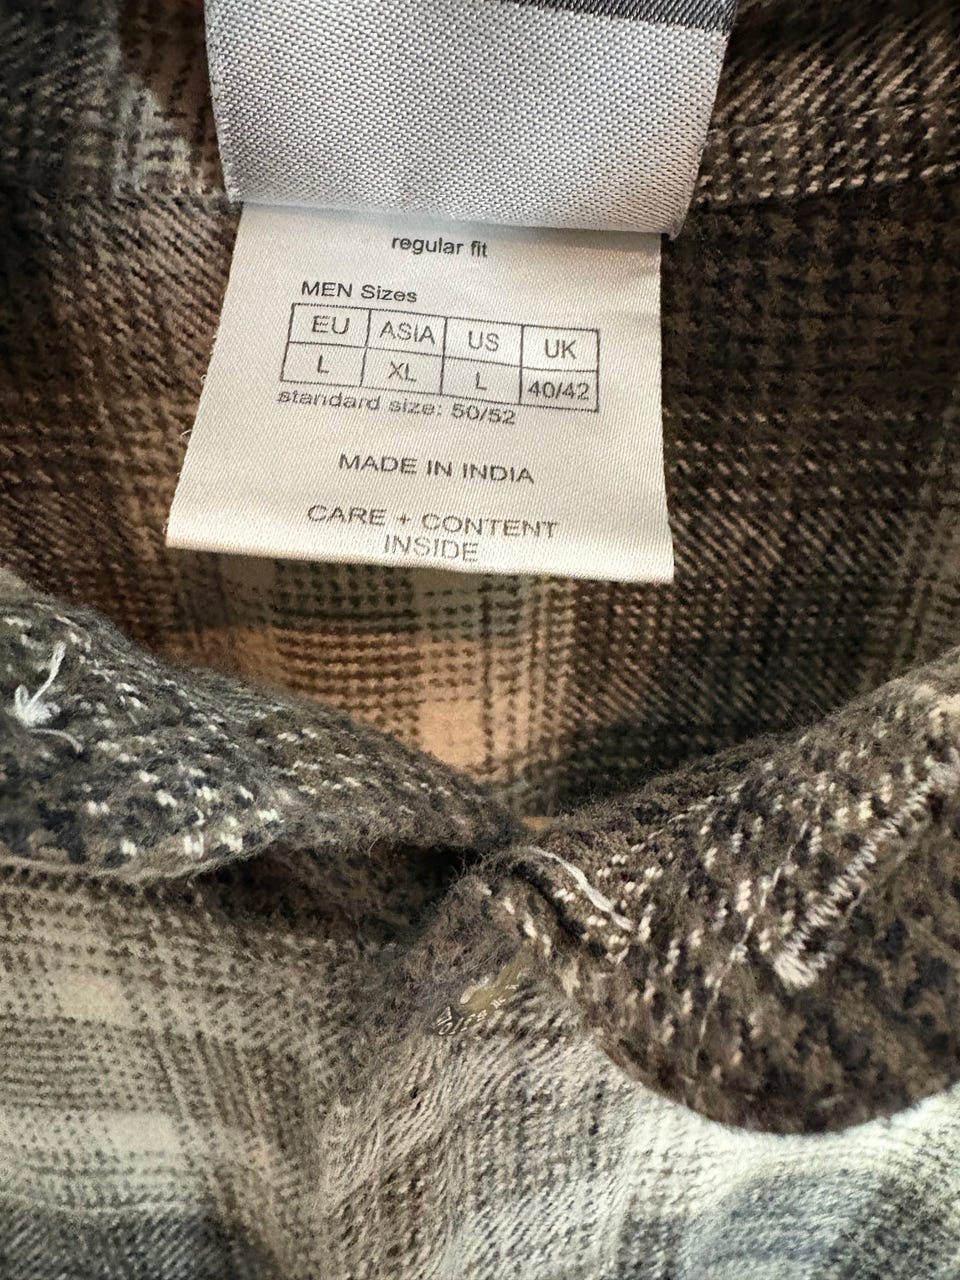 regular fit
MEN Sizes
EU ASIA US UK
L XL L 40/42
standard size: 50/52
MADE IN INDIA
CARE + CONTENT
INSIDE